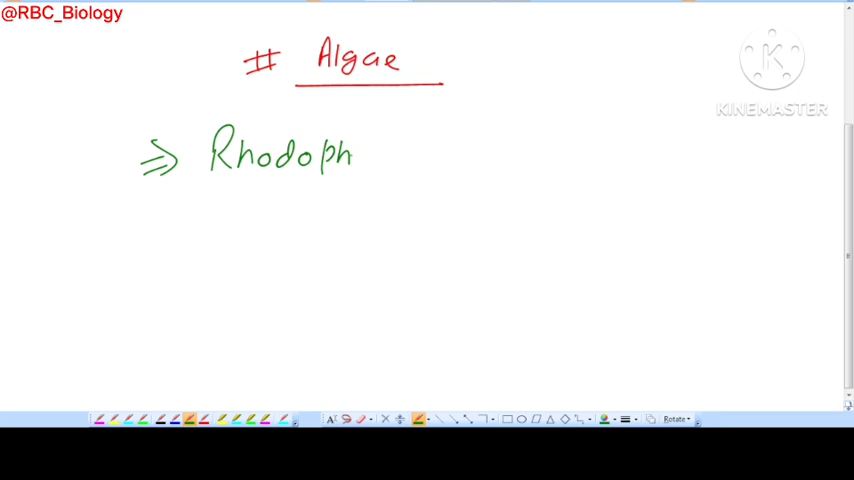 @RBC_Biology
# Algae
K
KINEMASTER
⇒ Rhodoph
Rotate